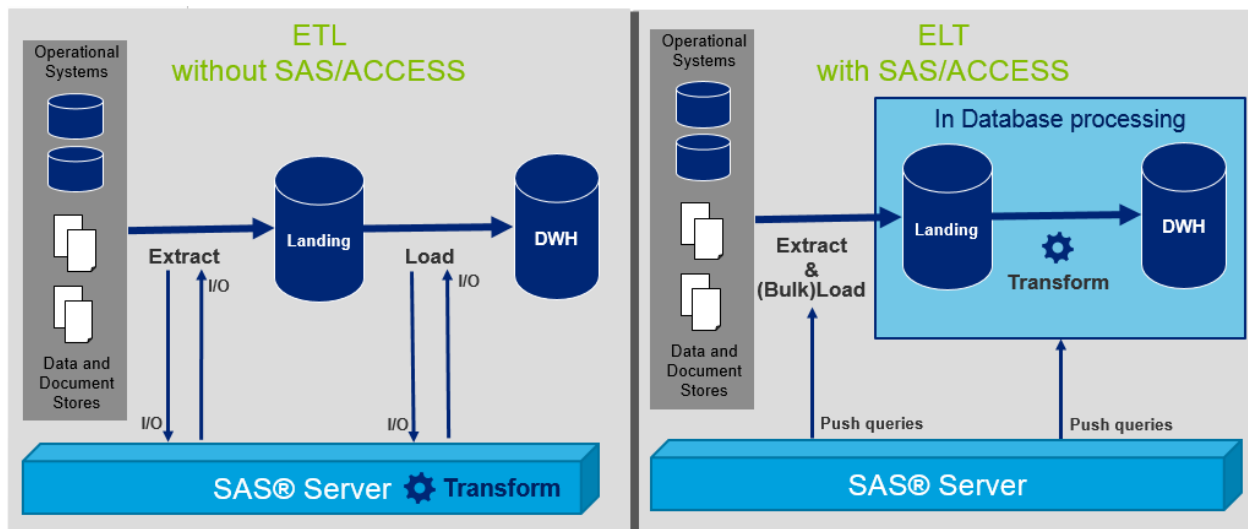 ETL
without SAS/ACCESS
Operational
Systems
Landing
DWH
Extract
Load
I/O
I/O
Data and
Document
Stores
I/O
I/O
SAS® Server Transform
ELT
with SAS/ACCESS
Operational
Systems
In Database processing
Landing
DWH
Extract
&
(Bulk)Load
Transform
Data and
Document
Stores
Push queries
Push queries
SAS® Server